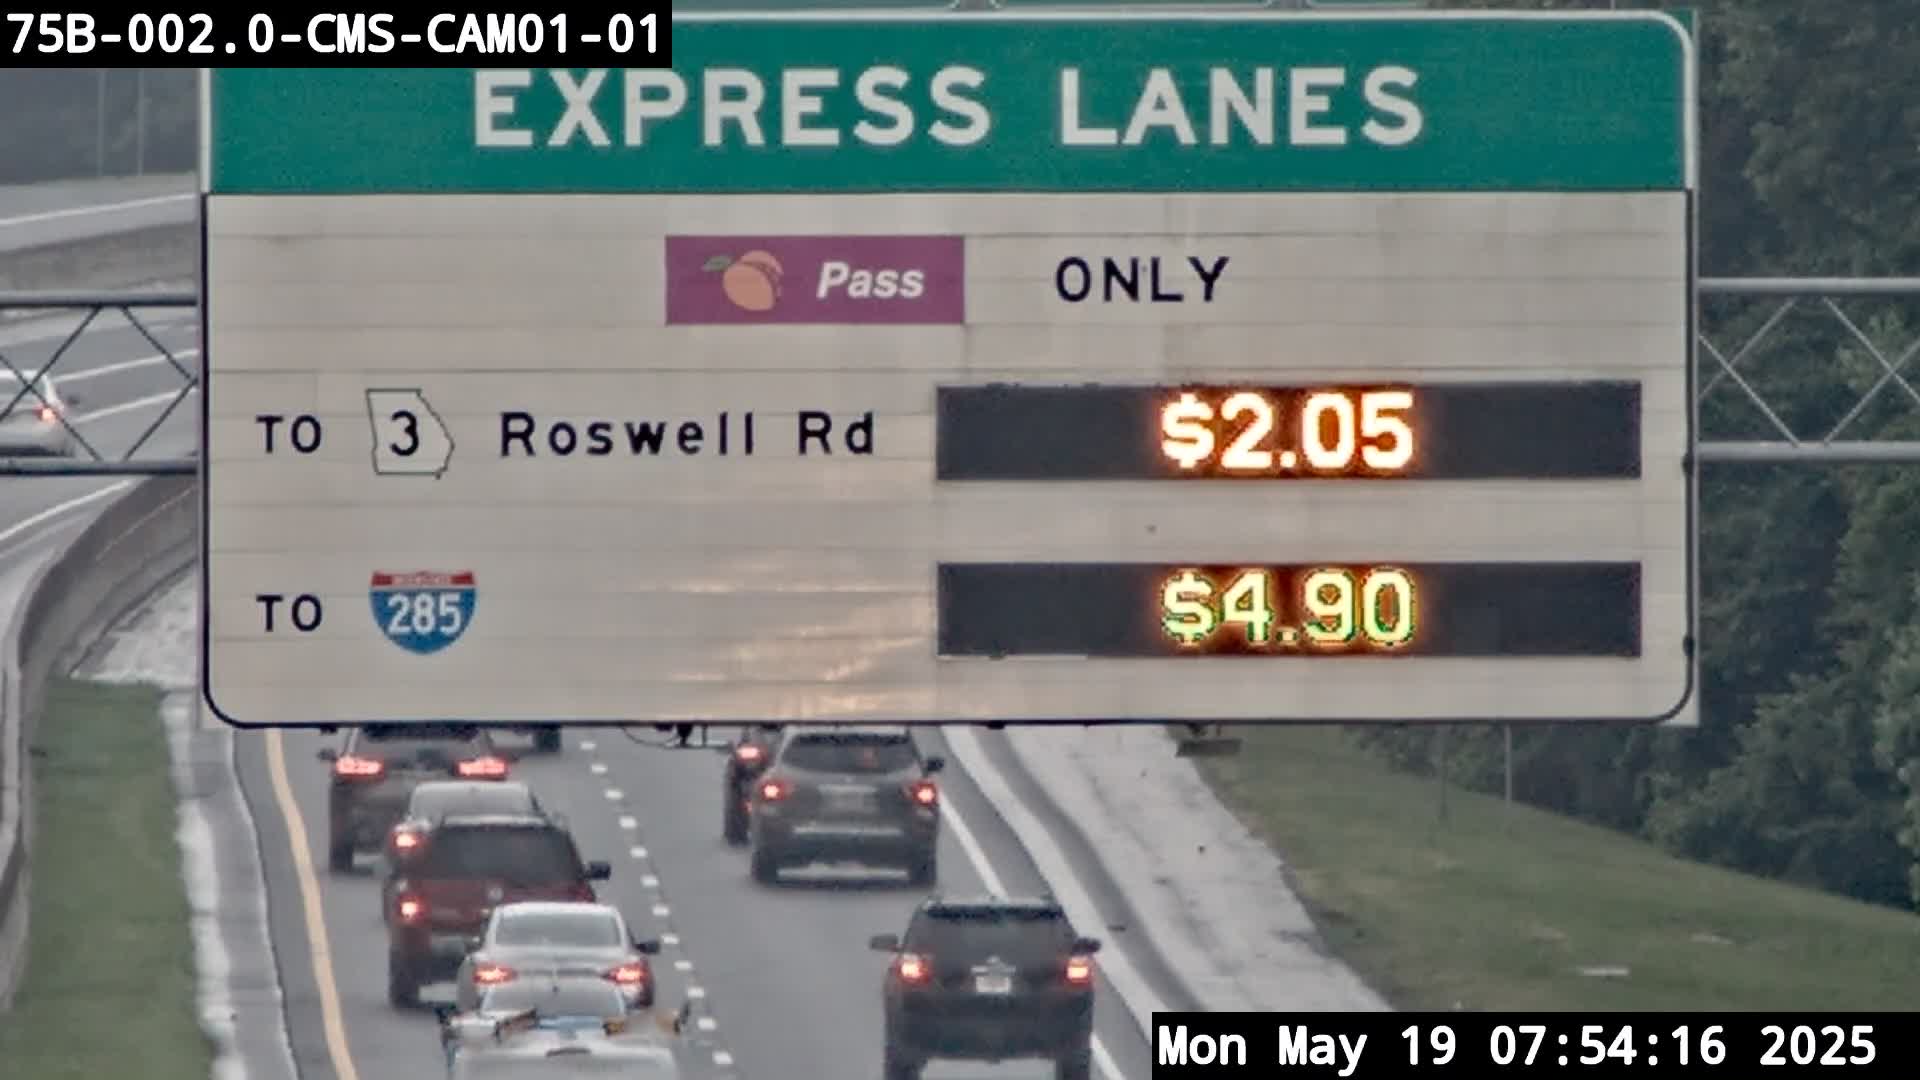 75B-002.0-CMS-CAM01-01
EXPRESS LANES
Pass ONLY
TO 3 Roswell Rd $2.05
TO 285 $4.90
Mon May 19 07:54:16 2025